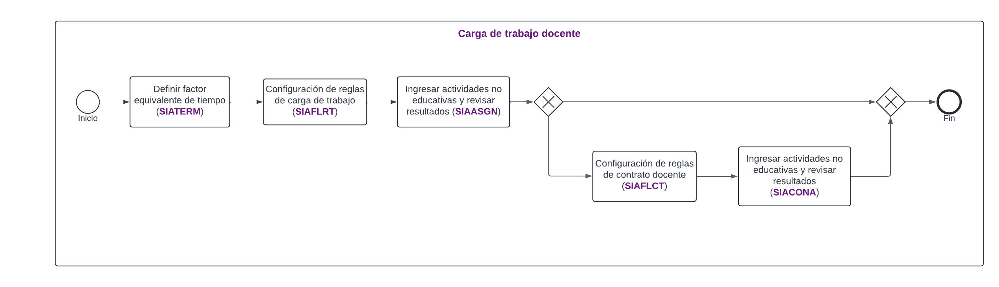 Carga de trabajo docente
Inicio
Definir factor
equivalente de tiempo
(SIATERM)
Configuración de reglas
de carga de trabajo
(SIAFLRT)
Ingresar actividades no
educativas y revisar
resultados (SIAASGN)
Configuración de reglas
de contrato docente
(SIAFLCT)
Ingresar actividades no
educativas y revisar
resultados
(SIACONA)
Fin